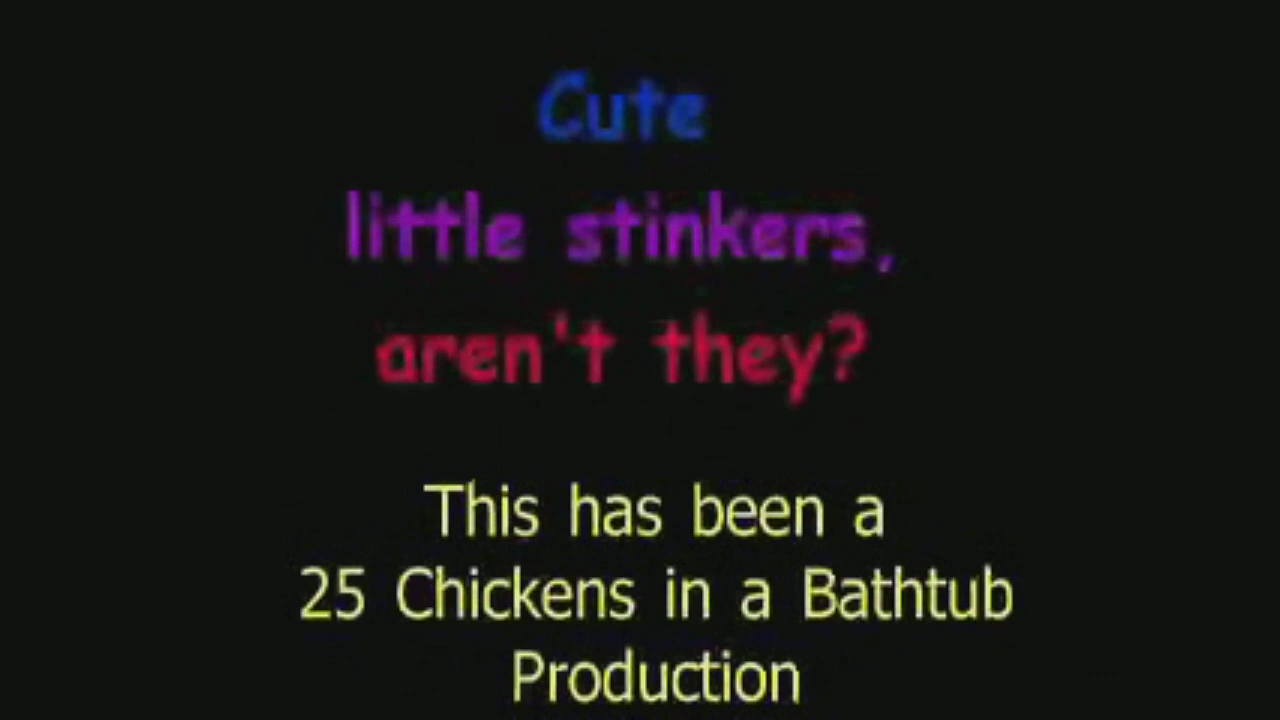 Cute
little stinkers,
aren't they?
This has been a
25 Chickens in a Bathtub
Production